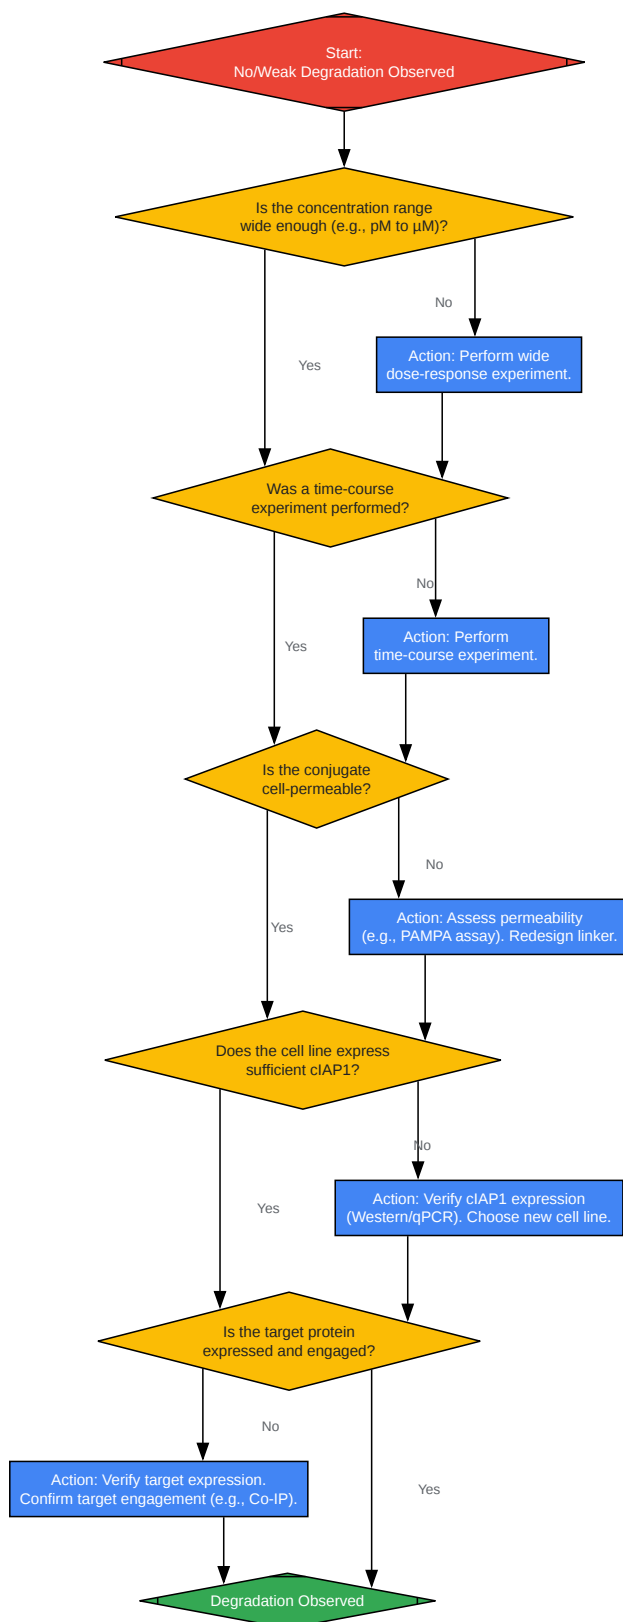 Start:
No/Weak Degradation Observed
Is the concentration range
wide enough (e.g., pM to µM)?
No
Action: Perform wide
dose-response experiment.
Yes
Was a time-course
experiment performed?
No
Action: Perform
time-course experiment.
Yes
Is the conjugate
cell-permeable?
No
Action: Assess permeability
(e.g., PAMPA assay). Redesign linker.
Yes
Does the cell line express
sufficient cIAP1?
No
Action: Verify cIAP1 expression
(Western/qPCR). Choose new cell line.
Yes
Is the target protein
expressed and engaged?
No
Action: Verify target expression.
Confirm target engagement (e.g., Co-IP).
Yes
Degradation Observed